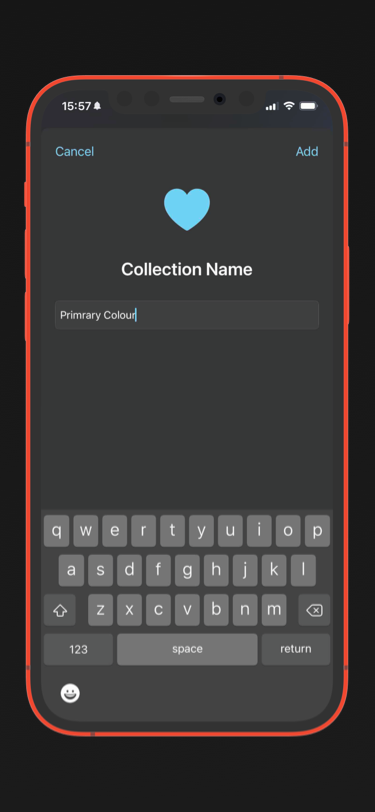 15:57
Cancel
Add
Collection Name
Primrary Colour
q w e r t y u i o p
a s d f g h j k l
z x c v b n m
123 space return